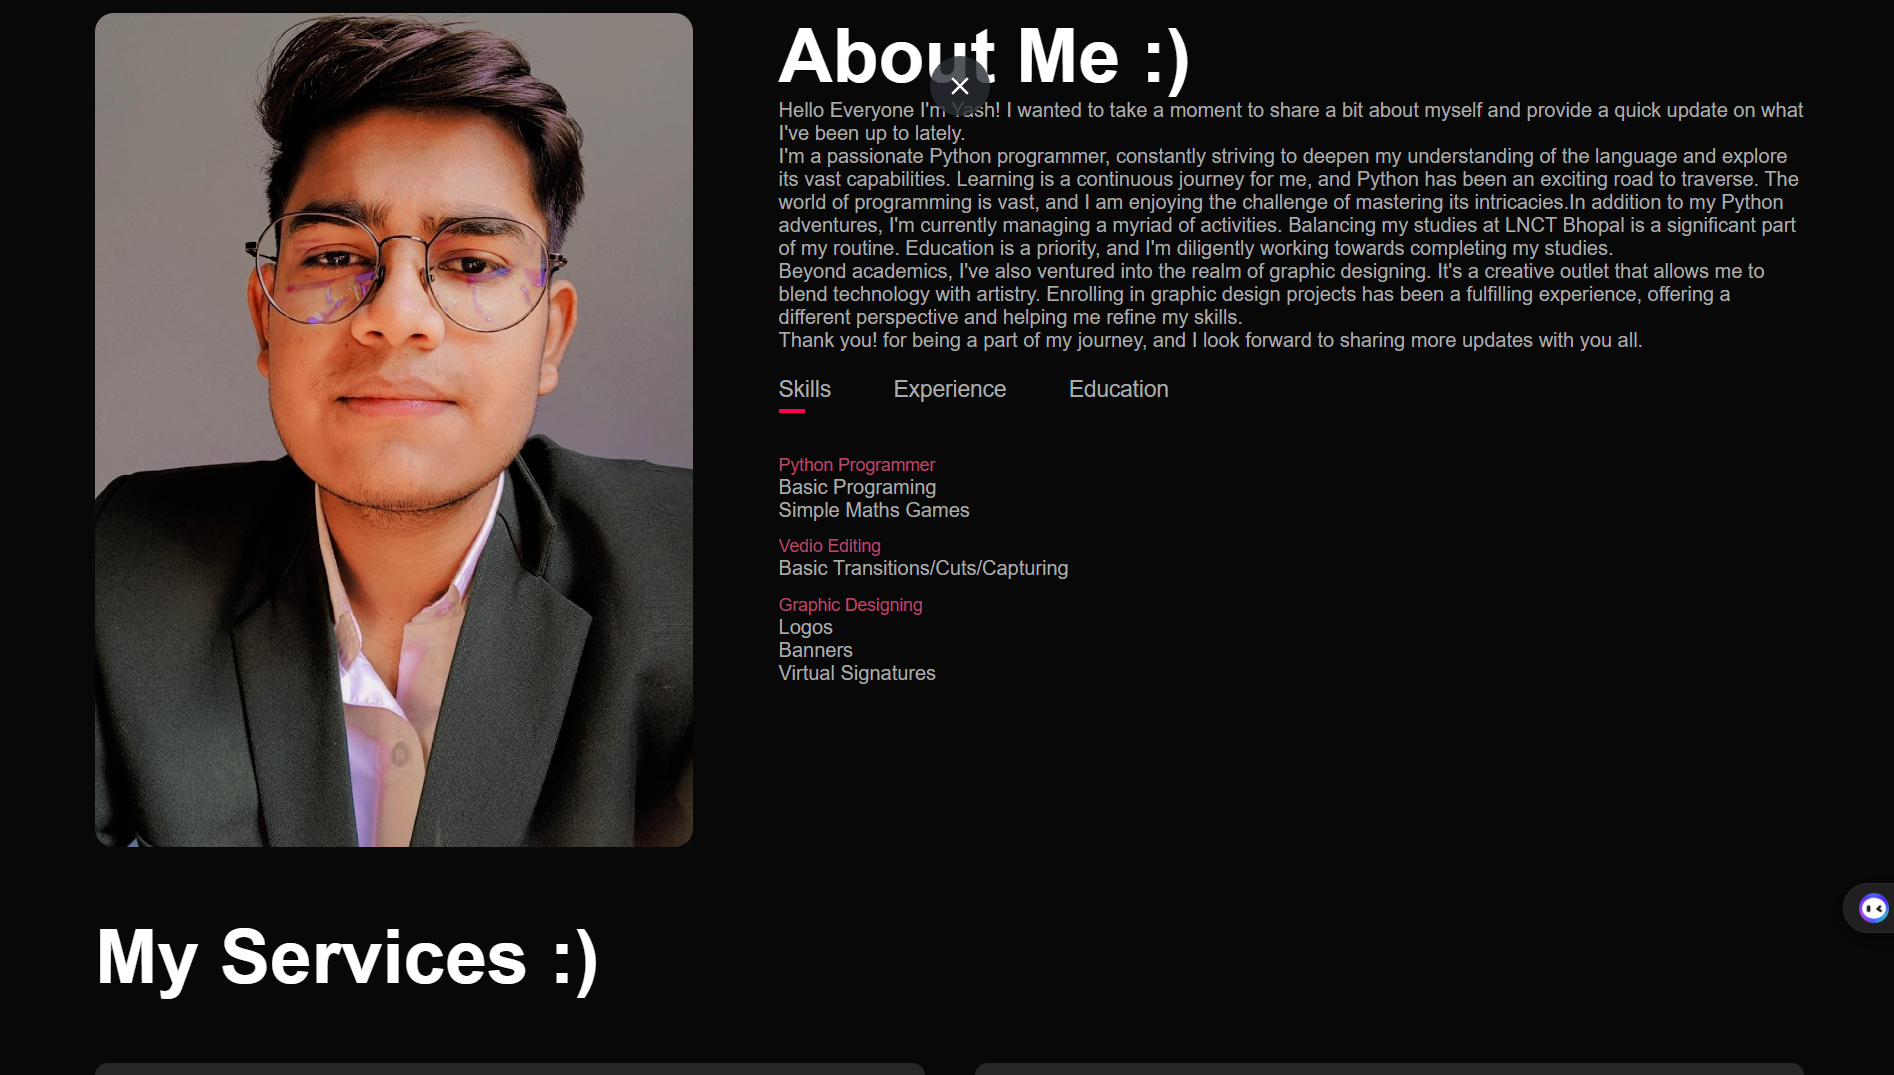 About Me :)
Hello Everyone I'm Yash! I wanted to take a moment to share a bit about myself and provide a quick update on what
I've been up to lately.
I'm a passionate Python programmer, constantly striving to deepen my understanding of the language and explore
its vast capabilities. Learning is a continuous journey for me, and Python has been an exciting road to traverse. The
world of programming is vast, and I am enjoying the challenge of mastering its intricacies.In addition to my Python
adventures, I'm currently managing a myriad of activities. Balancing my studies at LNCT Bhopal is a significant part
of my routine. Education is a priority, and I'm diligently working towards completing my studies.
Beyond academics, I've also ventured into the realm of graphic designing. It's a creative outlet that allows me to
blend technology with artistry. Enrolling in graphic design projects has been a fulfilling experience, offering a
different perspective and helping me refine my skills.
Thank you! for being a part of my journey, and I look forward to sharing more updates with you all.
Skills Experience Education
Python Programmer
Basic Programing
Simple Maths Games
Vedio Editing
Basic Transitions/Cuts/Capturing
Graphic Designing
Logos
Banners
Virtual Signatures
My Services :)